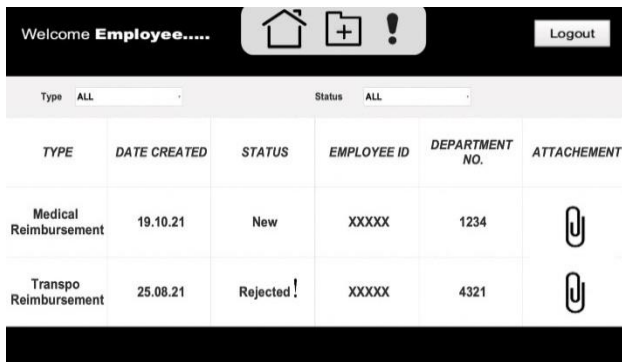 Welcome Employee.....
Logout
Type ALL Status ALL
TYPE DATE CREATED STATUS EMPLOYEE ID DEPARTMENT NO. ATTACHEMENT
Medical Reimbursement 19.10.21 New XXXXX 1234
Transpo Reimbursement 25.08.21 Rejected! XXXXX 4321